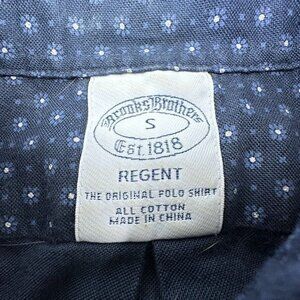 Brooks Brothers
S
Est. 1818
REGENT
THE ORIGINAL POLO SHIRT
ALL COTTON
MADE IN CHINA